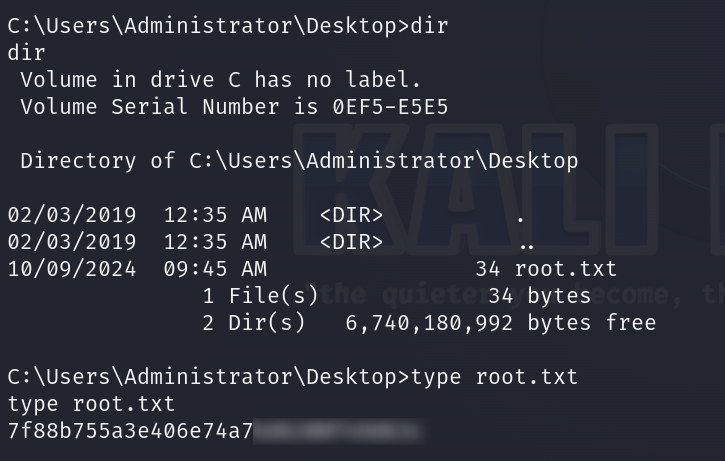 C:\Users\Administrator\Desktop>dir
dir
 Volume in drive C has no label.
 Volume Serial Number is 0EF5-E5E5

 Directory of C:\Users\Administrator\Desktop

02/03/2019  12:35 AM    <DIR>          .
02/03/2019  12:35 AM    <DIR>          ..
10/09/2024  09:45 AM                34 root.txt
               1 File(s)             34 bytes
               2 Dir(s)   6,740,180,992 bytes free

C:\Users\Administrator\Desktop>type root.txt
type root.txt
7f88b755a3e406e74a7
KALI
"the quieter you become, th